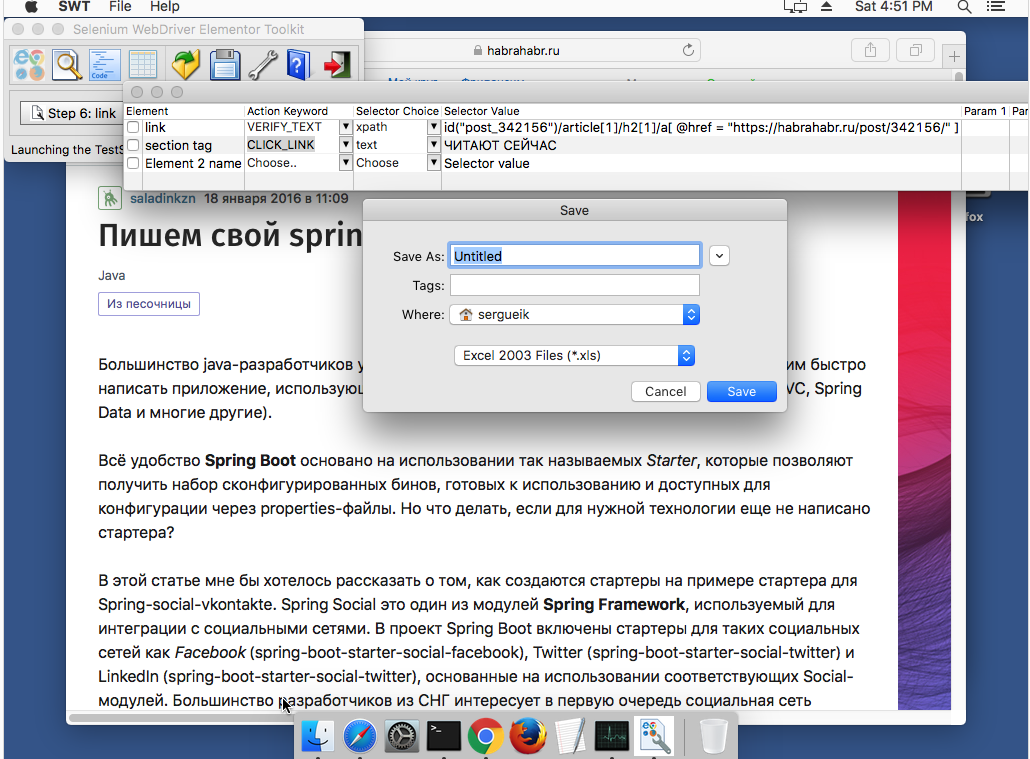 SWT File Help Sat 4:51 PM
Selenium WebDriver Elementor Toolkit
habrahabr.ru
Code
Step 6: link
Element Action Keyword Selector Choice Selector Value Param 1
link VERIFY_TEXT xpath id("post_342156")/article[1]/h2[1]/a[ @href = "https://habrahabr.ru/post/342156/" ]
section tag CLICK_LINK text ЧИТАЮТ СЕЙЧАС
Element 2 name Choose.. Choose Selector value
Launching the TestS
saladinkzn 18 января 2016 в 11:09
fox
Пишем свой sprin
Java
Из песочницы
Save
Save As: Untitled
Tags:
Where: sergueik
Excel 2003 Files (*.xls)
Cancel Save
Большинство java-разработчиков у им быстро
написать приложение, использующ VC, Spring
Data и многие другие).
Всё удобство Spring Boot основано на использовании так называемых Starter, которые позволяют
получить набор сконфигурированных бинов, готовых к использованию и доступных для
конфигурации через properties-файлы. Но что делать, если для нужной технологии еще не написано
стартера?
В этой статье мне бы хотелось рассказать о том, как создаются стартеры на примере стартера для
Spring-social-vkontakte. Spring Social это один из модулей Spring Framework, используемый для
интеграции с социальными сетями. В проект Spring Boot включены стартеры для таких социальных
сетей как Facebook (spring-boot-starter-social-facebook), Twitter (spring-boot-starter-social-twitter) и
LinkedIn (spring-boot-starter-social-twitter), основанные на использовании соответствующих Social-
модулей. Большинство разработчиков из СНГ интересует в первую очередь социальная сеть